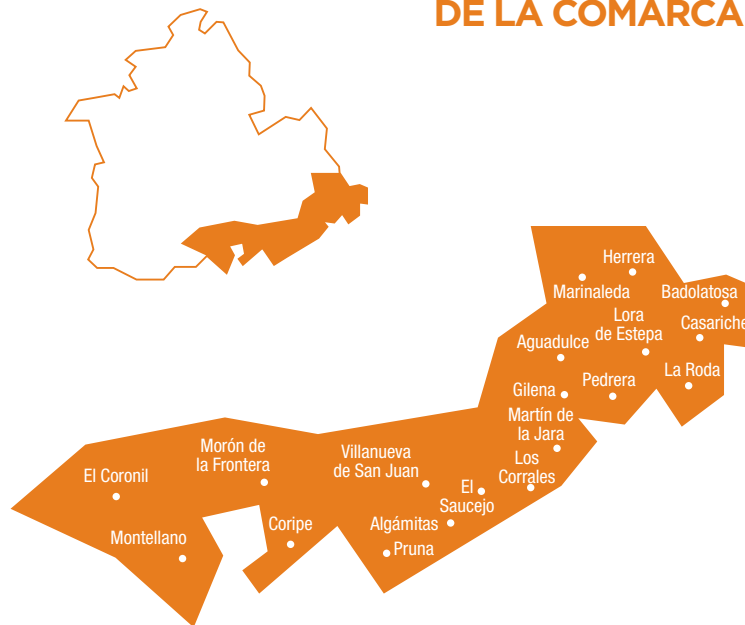 DE LA COMARCA
Herrera
Marinaleda
Badolatosa
Lora
de Estepa
Casariche
Aguadulce
La Roda
Pedrera
Gilena
Martín de
la Jara
Morón de
la Frontera
Villanueva
de San Juan
Los
Corrales
El Coronil
El
Saucejo
Algámitas
Coripe
Montellano
Pruna